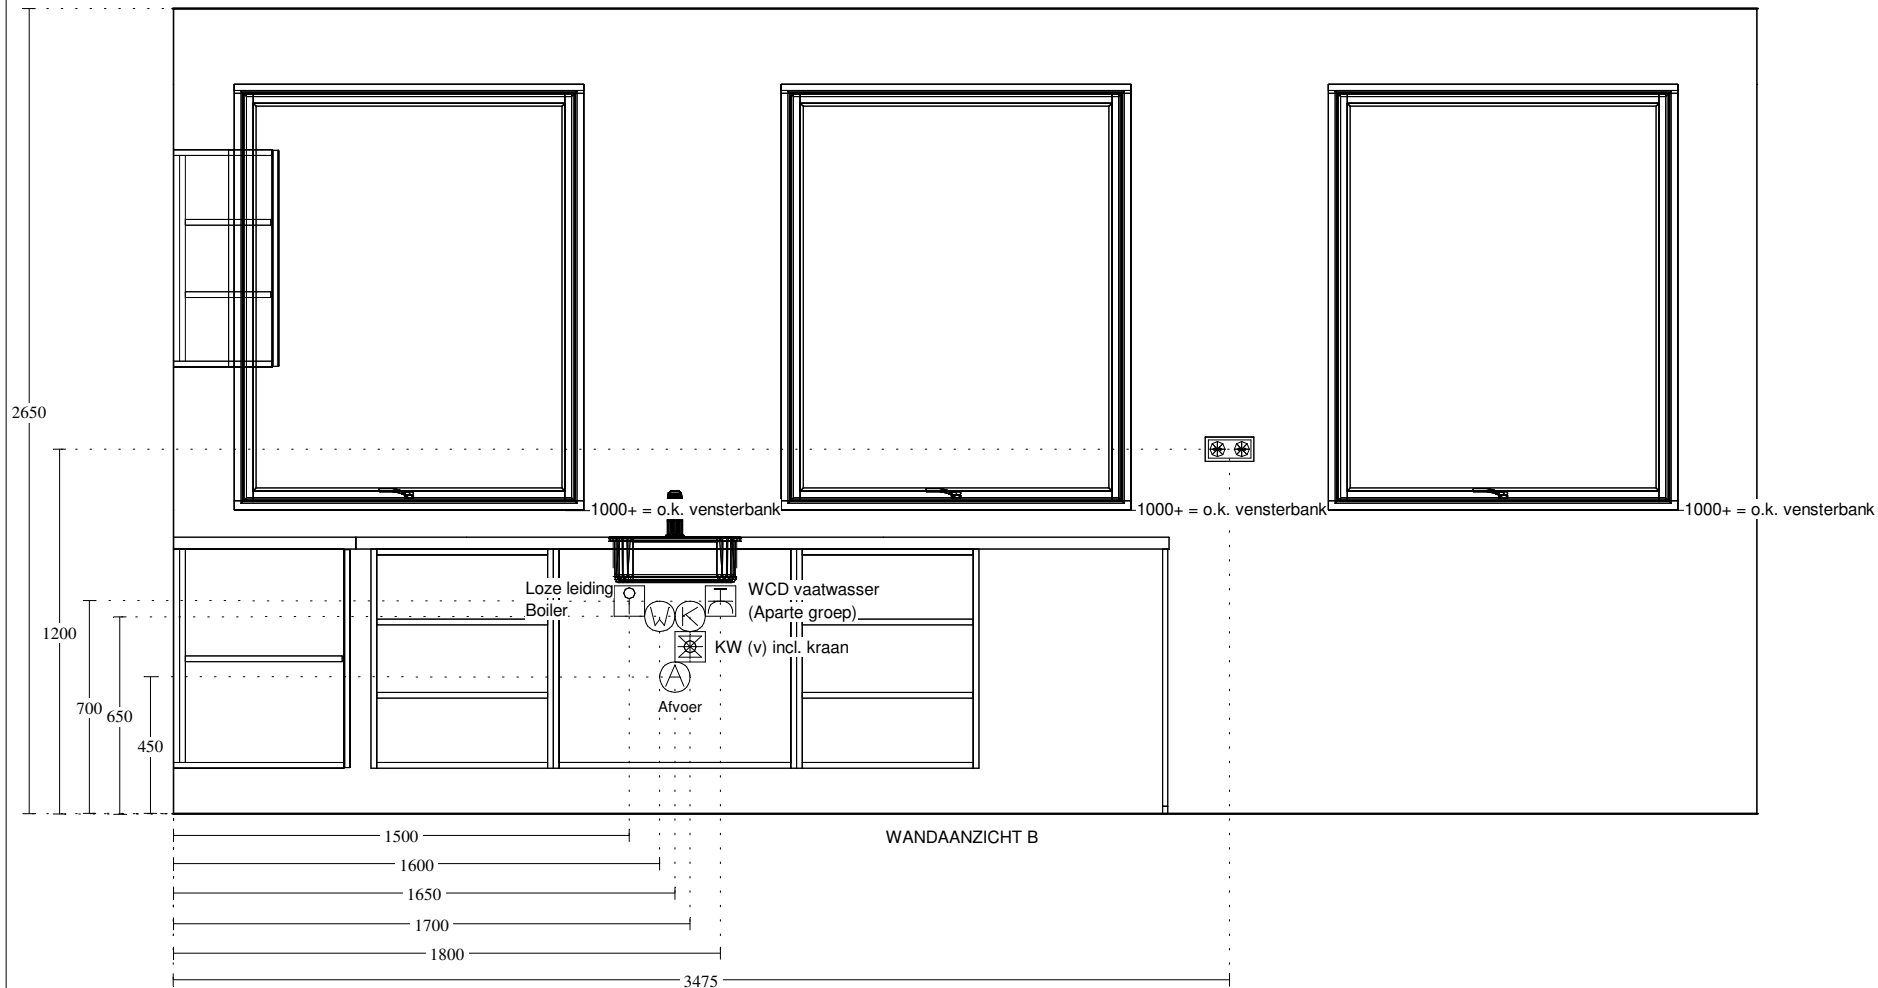 2650
1200
1000+ = o.k. vensterbank
1000+ = o.k. vensterbank
1000+ = o.k. vensterbank
Loze leiding
Boiler
WCD vaatwasser
(Aparte groep)
W
K
KW (v) incl. kraan
A
Afvoer
700
650
450
WANDAANZICHT B
1500
1600
1650
1700
1800
3475